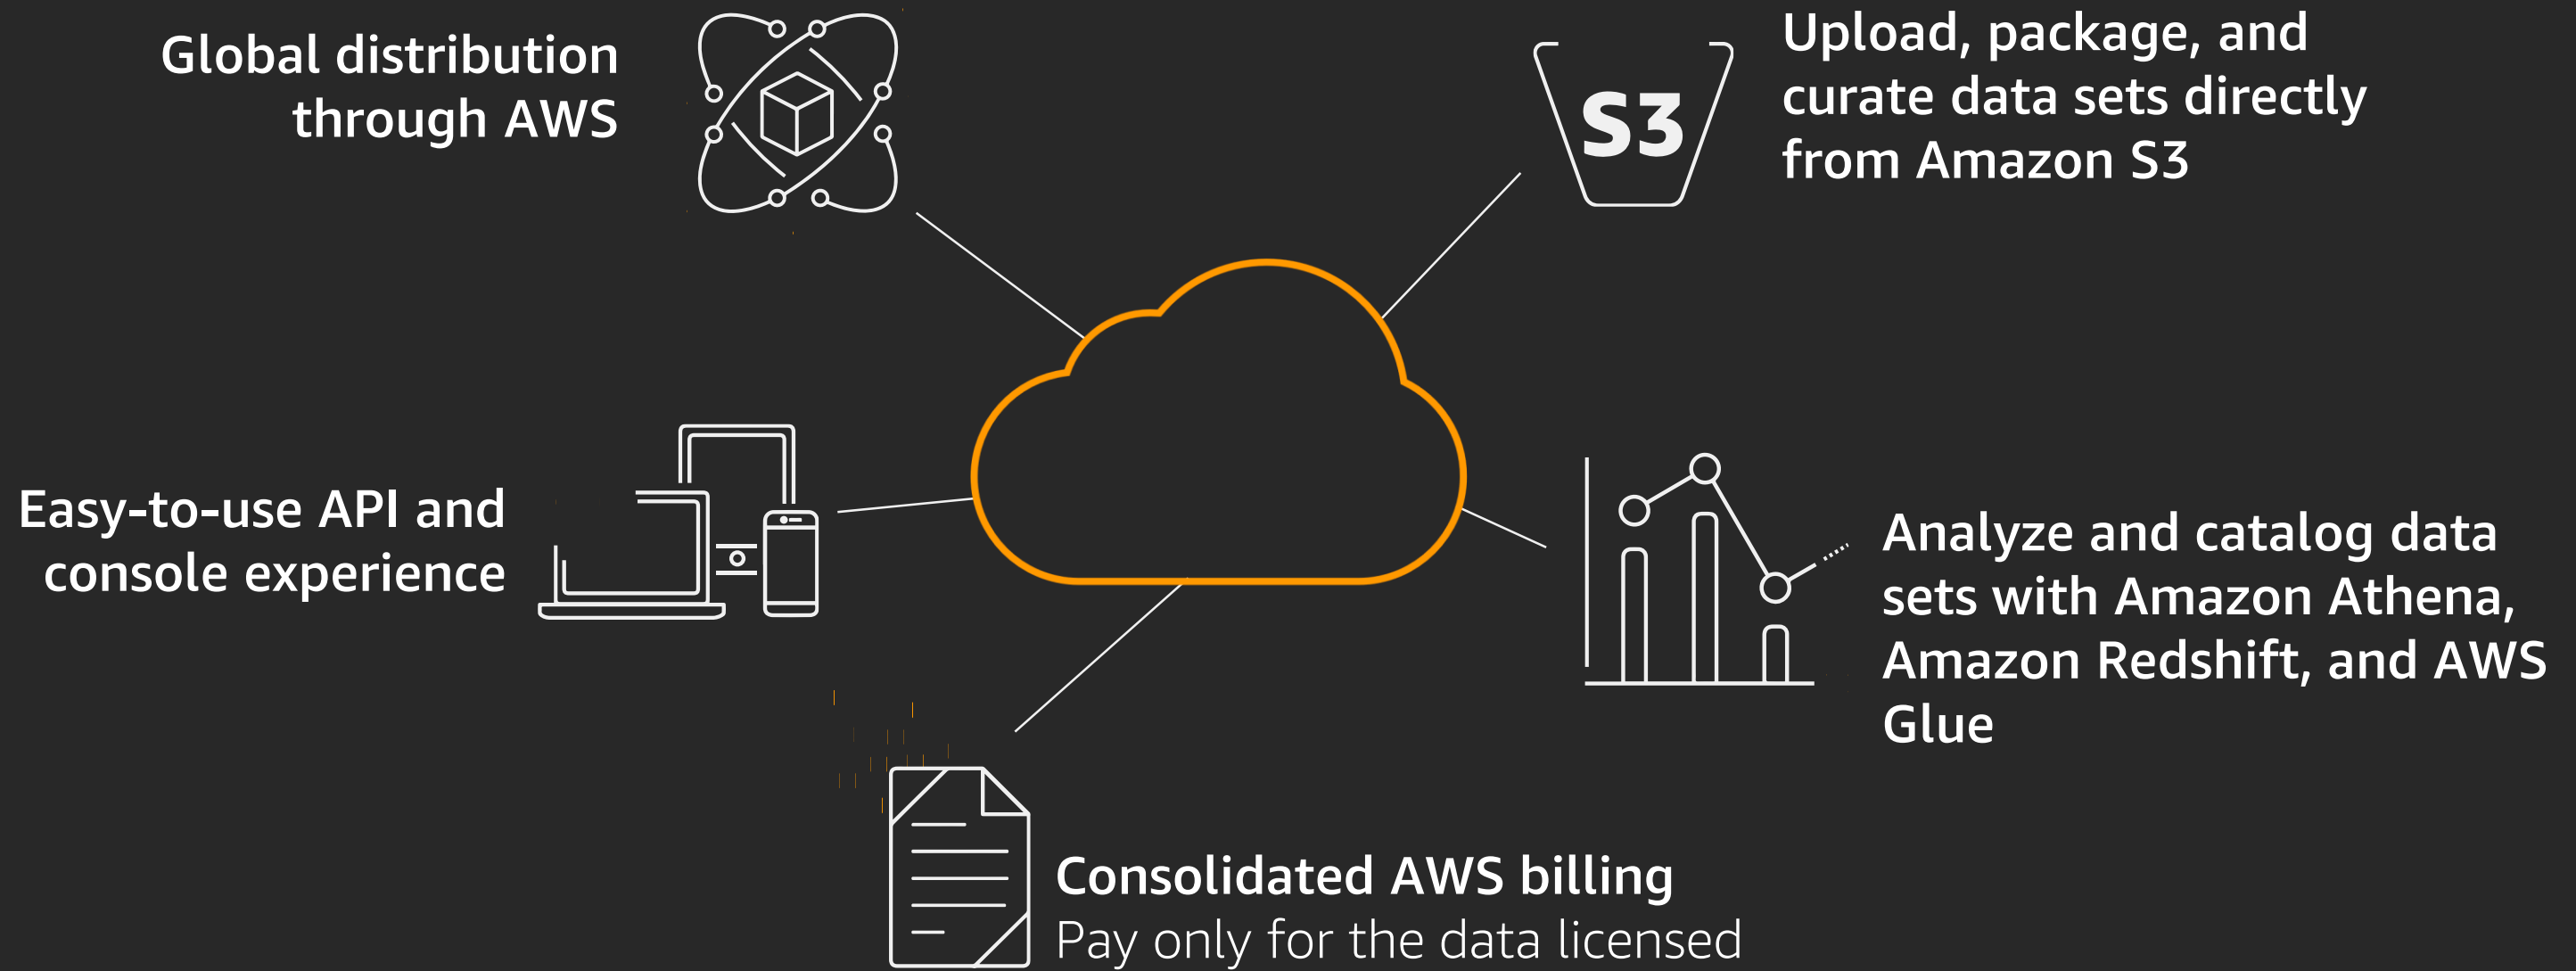 Global distribution
through AWS
S3
Upload, package, and
curate data sets directly
from Amazon S3
Easy-to-use API and
console experience
Analyze and catalog data
sets with Amazon Athena,
Amazon Redshift, and AWS
Glue
Consolidated AWS billing
Pay only for the data licensed